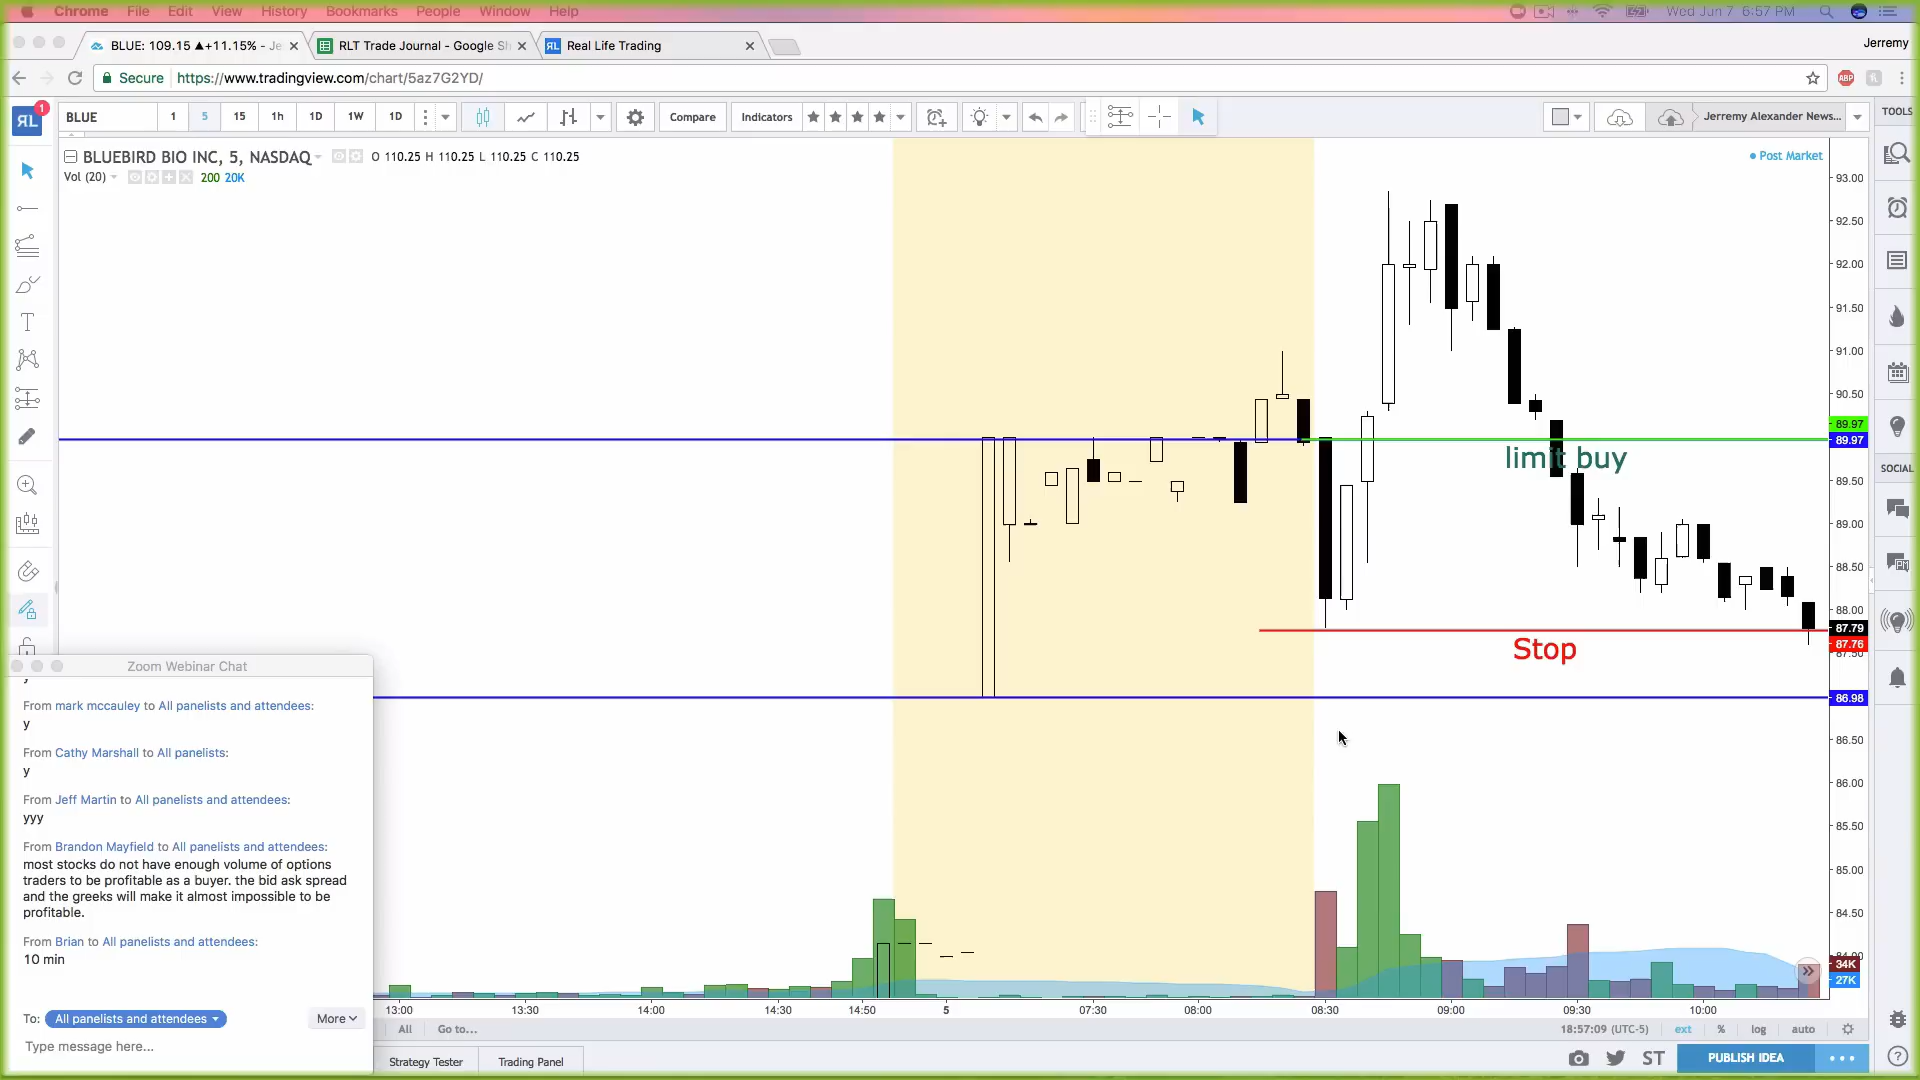 Chrome File Edit View History Bookmarks People Window Help Wed Jun 7 6:57 PM
BLUE: 109.15 ▲+11.15% - Je RLT Trade Journal - Google Sh Real Life Trading Jerremy
Secure https://www.tradingview.com/chart/5az7G2YD/ ABP
RL 1 BLUE 1 5 15 1h 1D 1W 1D Compare Indicators Jerremy Alexander News... TOOLS
BLUEBIRD BIO INC, 5, NASDAQ O 110.25 H 110.25 L 110.25 C 110.25 Post Market
Vol (20) 200 20K
93.00
92.50
92.00
91.50
91.00
90.50
89.97
89.97
limit buy
SOCIAL
89.50
89.00
88.50
88.00
87.79
87.76
87.50
Stop
86.98
86.50
86.00
85.50
85.00
84.50
84.00
34K
27K
Zoom Webinar Chat
y
From mark mccauley to All panelists and attendees:
y
From Cathy Marshall to All panelists:
y
From Jeff Martin to All panelists and attendees:
yyy
From Brandon Mayfield to All panelists and attendees:
most stocks do not have enough volume of options
traders to be profitable as a buyer. the bid ask spread
and the greeks will make it almost impossible to be
profitable.
From Brian to All panelists and attendees:
10 min
To: All panelists and attendees More
Type message here...
13:00 13:30 14:00 14:30 14:50 5 07:30 08:00 08:30 09:00 09:30 10:00
All Go to... 18:57:09 (UTC-5) ext % log auto
Strategy Tester Trading Panel ST PUBLISH IDEA